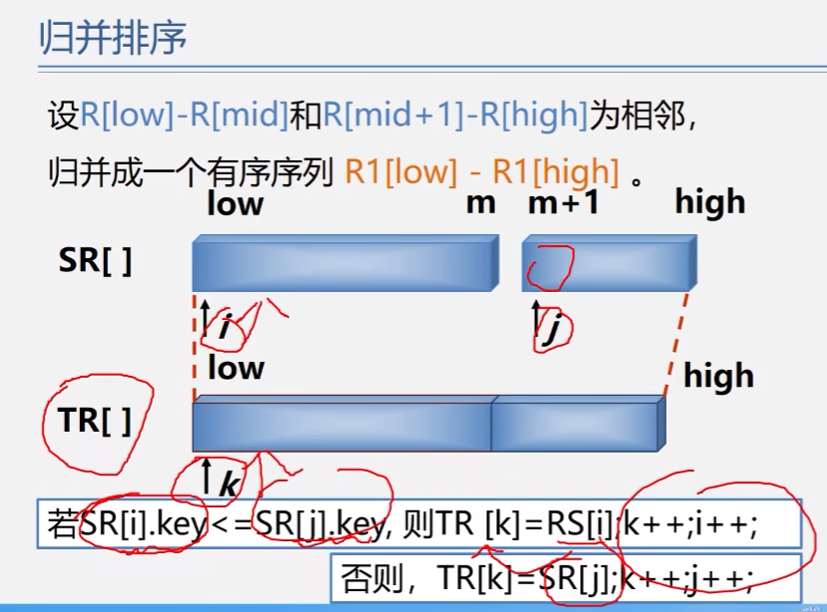 归并排序
设R[low]-R[mid]和R[mid+1]-R[high]为相邻，
归并成一个有序序列 R1[low] - R1[high] 。
low m m+1 high
SR[ ]
i j
low high
TR[ ]
k
若SR[i].key<=SR[j].key, 则TR [k]=RS[i];k++;i++;
否则，TR[k]=SR[j];k++;j++;